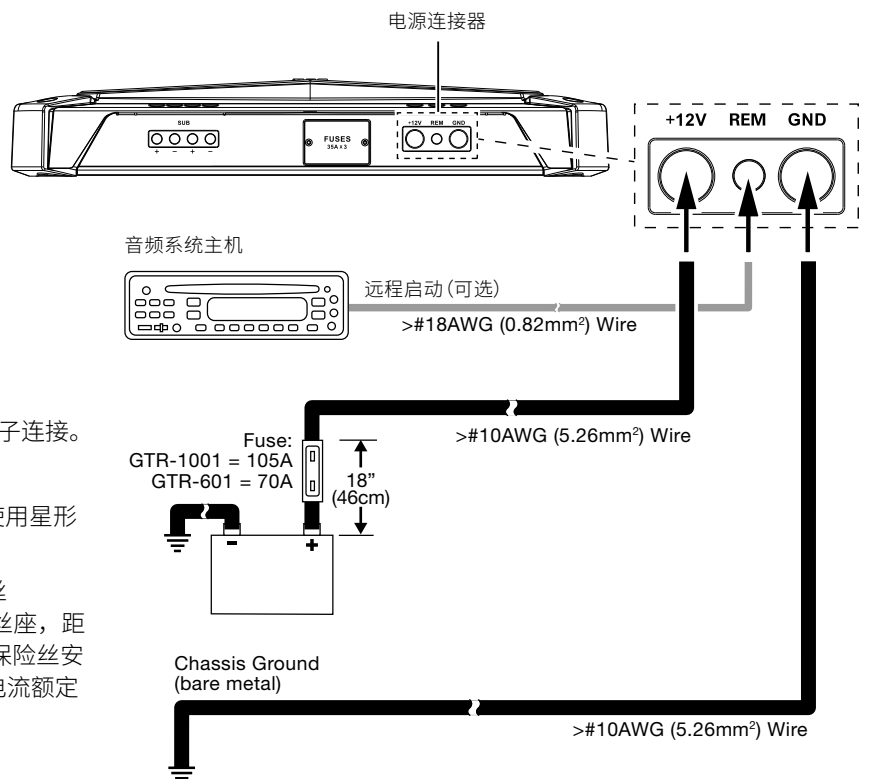 电源连接器
SUB
+ - + -
FUSES
35A x 3
+12V REM GND
+12V REM GND
音频系统主机
远程启动(可选)
>#18AWG (0.82mm²) Wire
子连接。
>#10AWG (5.26mm²) Wire
Fuse:
GTR-1001 = 105A
GTR-601 = 70A
18”
(46cm)
- +
使用星形
丝
丝座，距
保险丝安
电流额定
Chassis Ground
(bare metal)
>#10AWG (5.26mm²) Wire